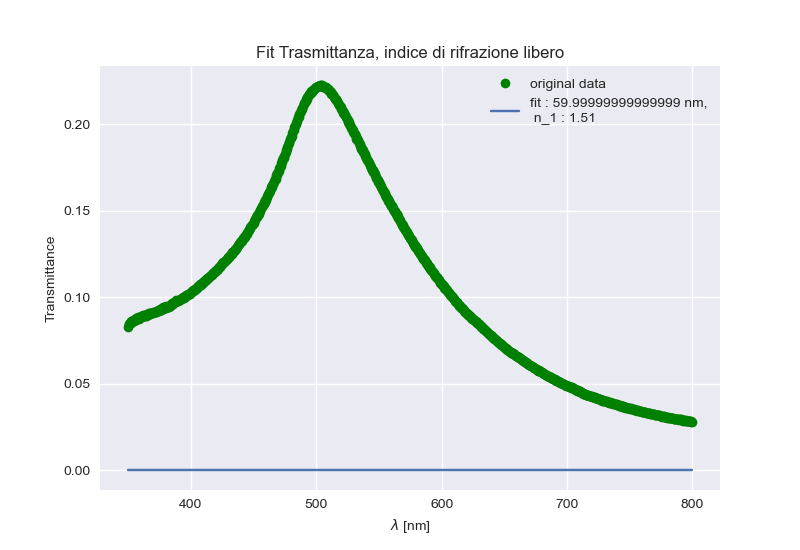 Fit Trasmittanza, indice di rifrazione libero
original data
fit : 59.99999999999999 nm,
n_1 : 1.51
Transmittance
0.20
0.15
0.10
0.05
0.00
400 500 600 700 800
λ [nm]